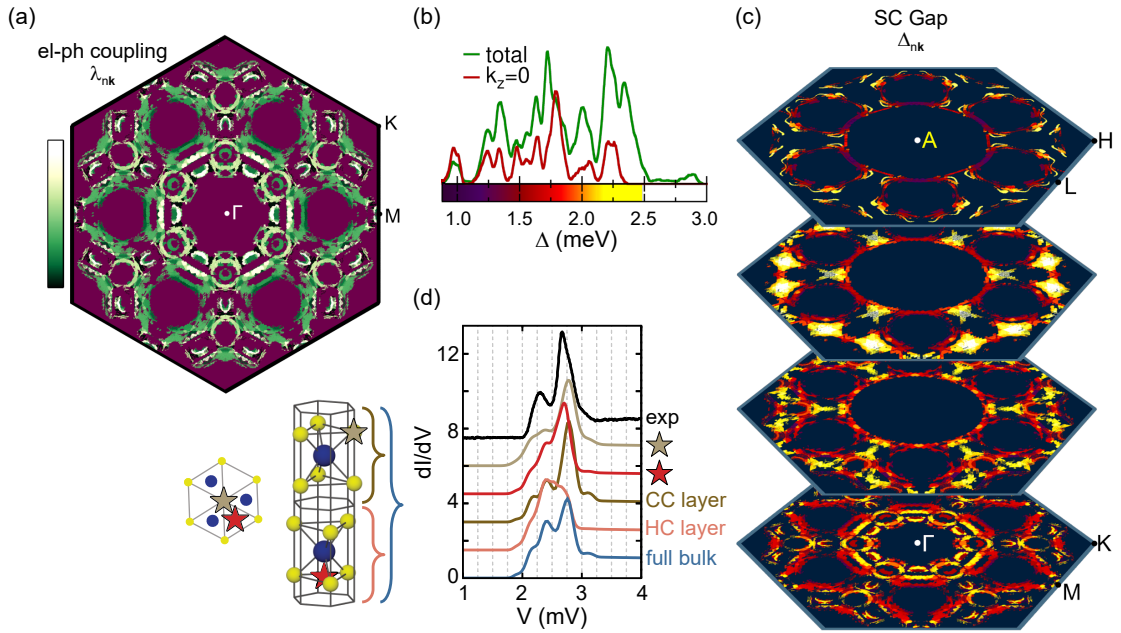 (a)
el-ph coupling
λnk
K
M
Γ
(b)
total
kz=0
1.0 1.5 2.0 2.5 3.0
Δ (meV)
(c)
SC Gap
Δnk
A
H
L
Γ
K
M
(d)
12
8
4
0
dI/dV
exp
CC layer
HC layer
full bulk
1 2 3 4
V (mV)